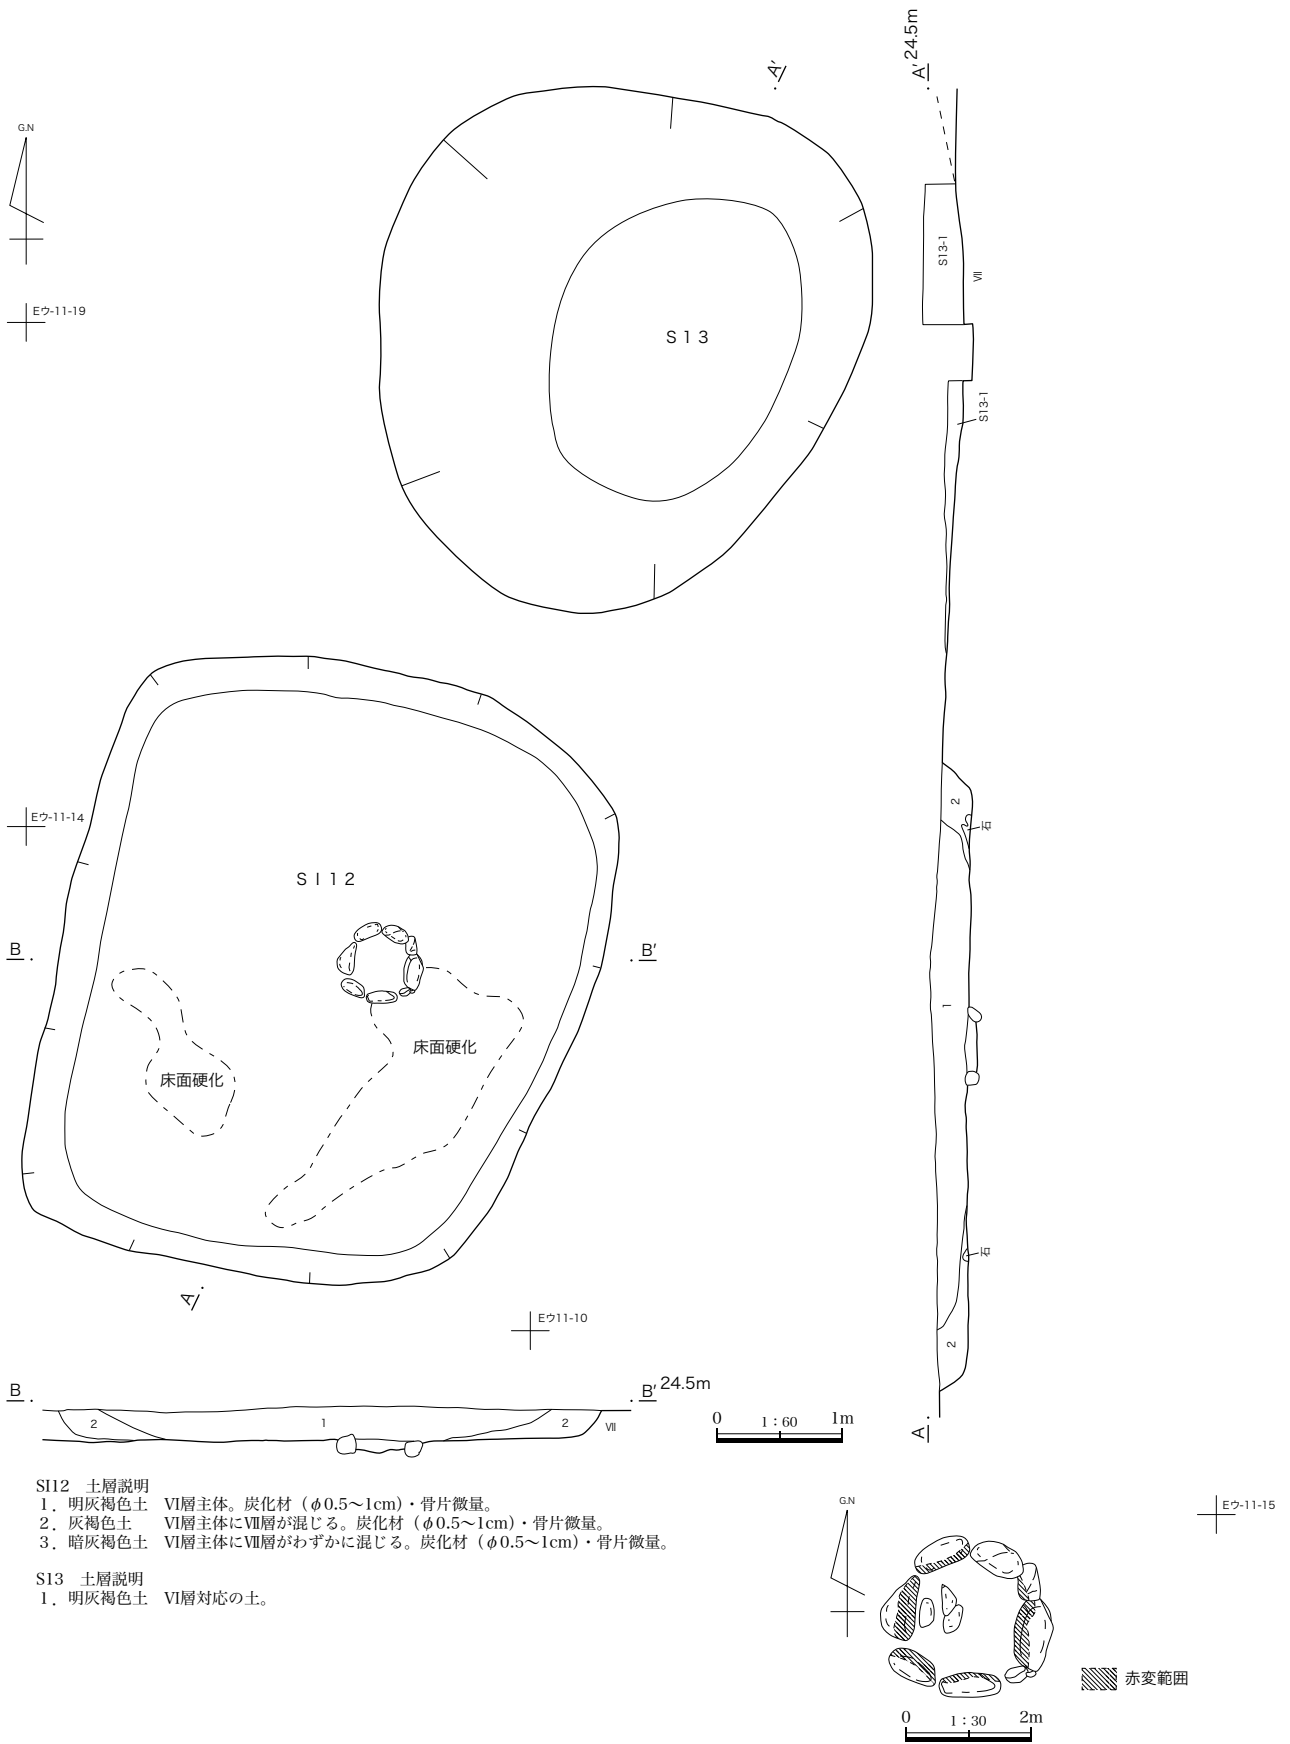 A' 24.5m
A'
G.N
S13-1
Ⅶ
Eウ-11-19
S13
S13-1
2
石
Eウ-11-14
SI12
B
B'
1
床面硬化
床面硬化
石
A
Eウ11-10
2
B
B' 24.5m
2
1
2
Ⅶ
0 1：60 1m
A
SI12　土層説明
1．明灰褐色土　Ⅵ層主体。炭化材（φ0.5〜1cm）・骨片微量。
2．灰褐色土　　Ⅵ層主体にⅦ層が混じる。炭化材（φ0.5〜1cm）・骨片微量。
3．暗灰褐色土　Ⅵ層主体にⅦ層がわずかに混じる。炭化材（φ0.5〜1cm）・骨片微量。
S13　土層説明
1．明灰褐色土　Ⅵ層対応の土。
G.N
Eウ-11-15
赤変範囲
0 1：30 2m